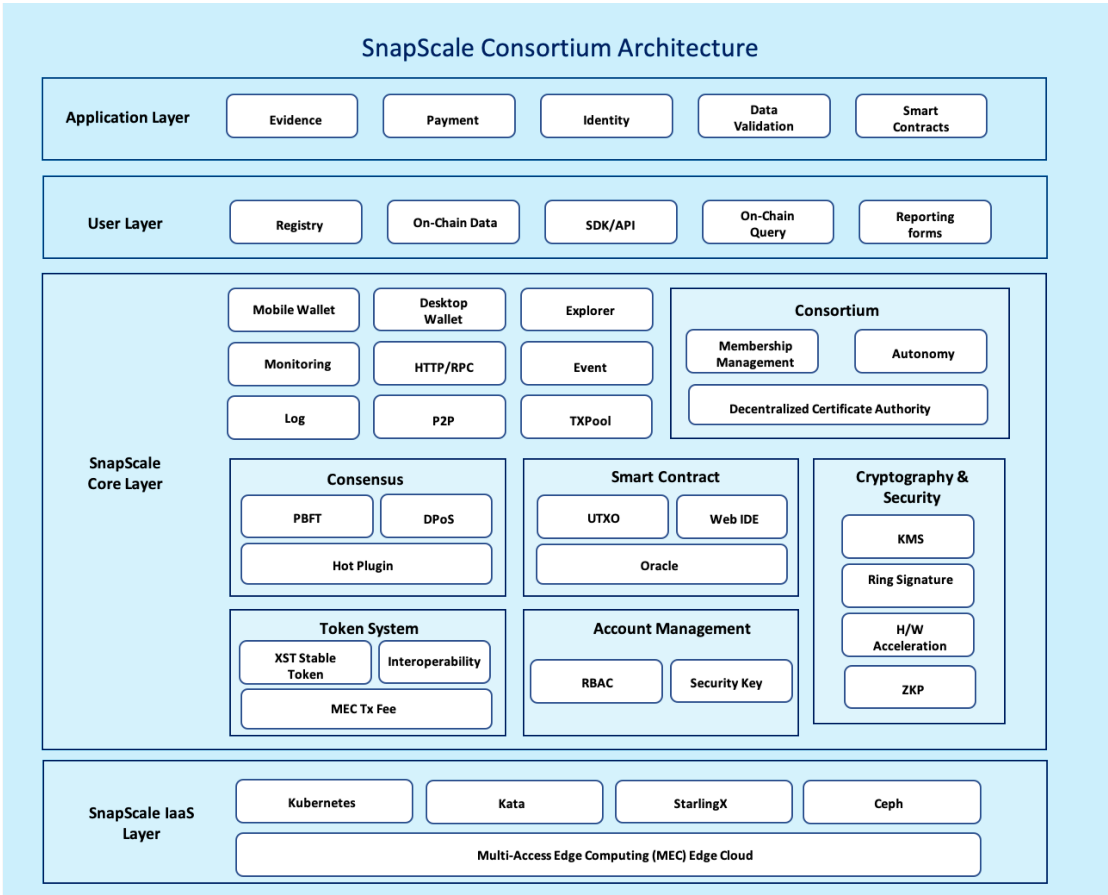 SnapScale Consortium Architecture
Application Layer
Evidence
Payment
Identity
Data
Validation
Smart
Contracts
User Layer
Registry
On-Chain Data
SDK/API
On-Chain
Query
Reporting
forms
SnapScale
Core Layer
Mobile Wallet
Desktop
Wallet
Explorer
Monitoring
HTTP/RPC
Event
Log
P2P
TXPool
Consortium
Membership
Management
Autonomy
Decentralized Certificate Authority
Consensus
PBFT
DPoS
Hot Plugin
Smart Contract
UTXO
Web IDE
Oracle
Cryptography &
Security
KMS
Ring Signature
H/W
Acceleration
ZKP
Token System
XST Stable
Token
Interoperability
MEC Tx Fee
Account Management
RBAC
Security Key
SnapScale IaaS
Layer
Kubernetes
Kata
StarlingX
Ceph
Multi-Access Edge Computing (MEC) Edge Cloud